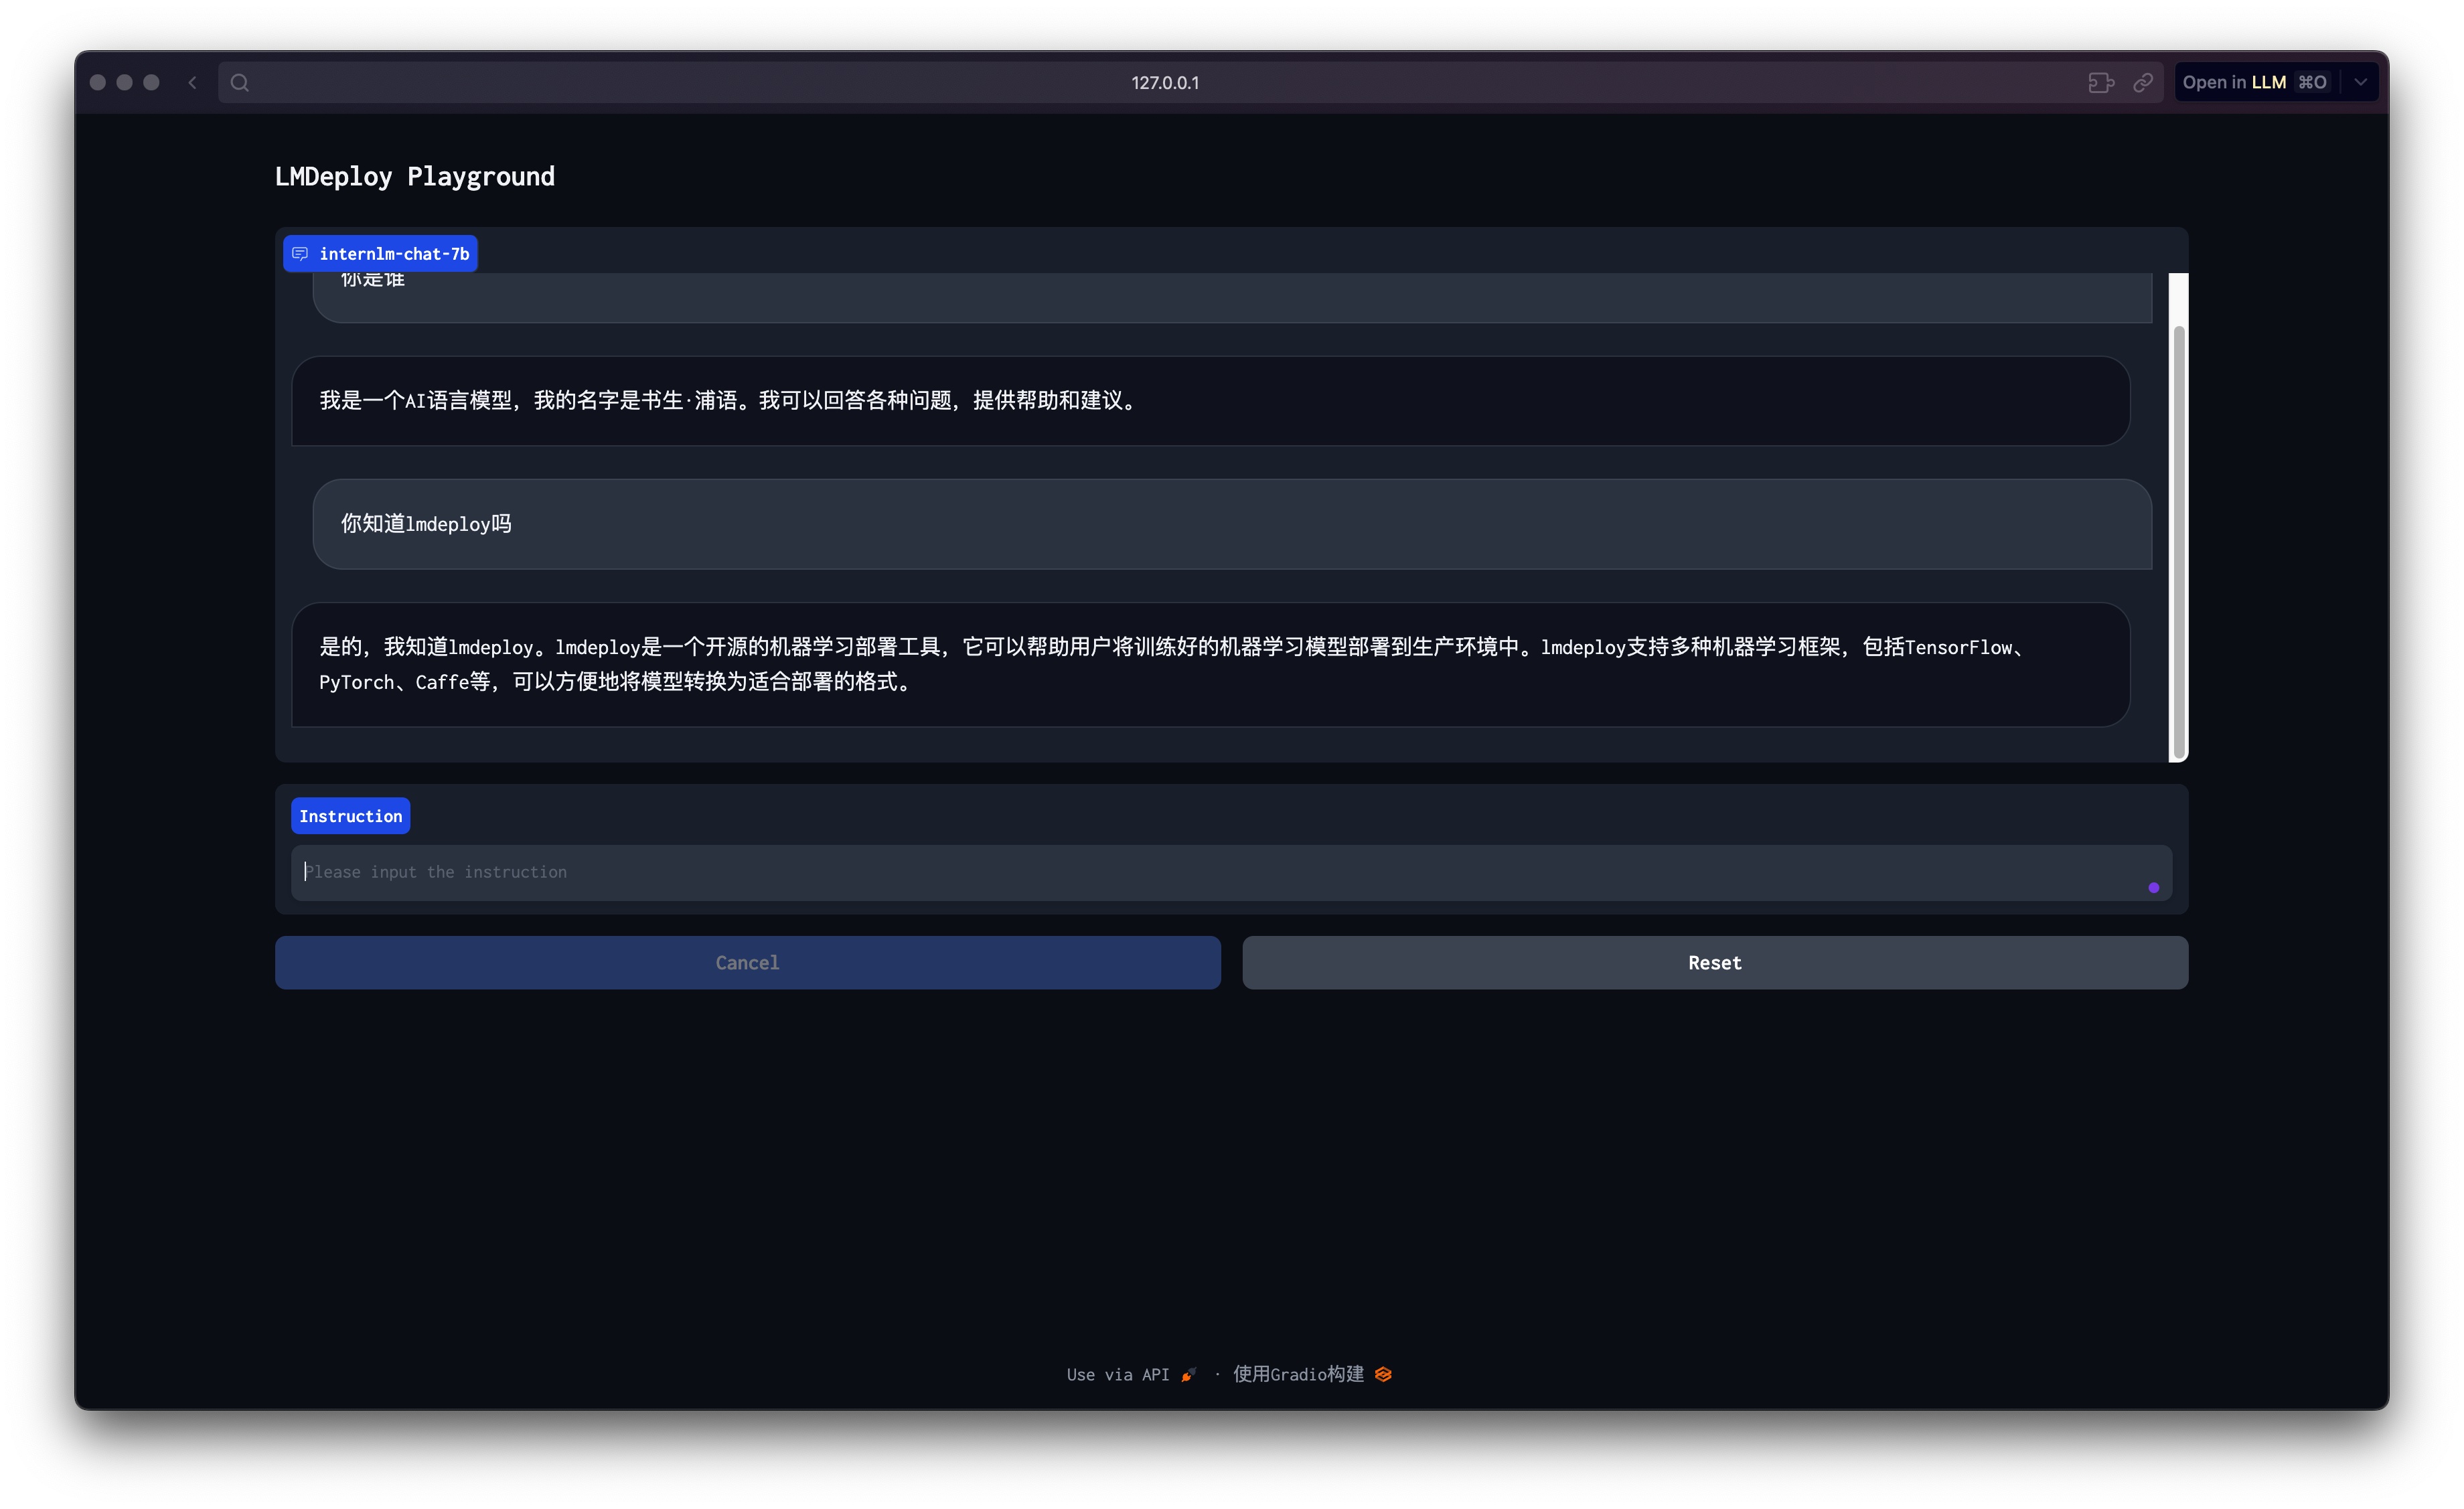 127.0.0.1
Open in LLM ⌘O
LMDeploy Playground
internlm-chat-7b
你是谁
我是一个AI语言模型，我的名字是书生·浦语。我可以回答各种问题，提供帮助和建议。
你知道lmdeploy吗
是的，我知道lmdeploy。lmdeploy是一个开源的机器学习部署工具，它可以帮助用户将训练好的机器学习模型部署到生产环境中。lmdeploy支持多种机器学习框架，包括TensorFlow、
PyTorch、Caffe等，可以方便地将模型转换为适合部署的格式。
Instruction
Please input the instruction
Cancel
Reset
Use via API · 使用Gradio构建